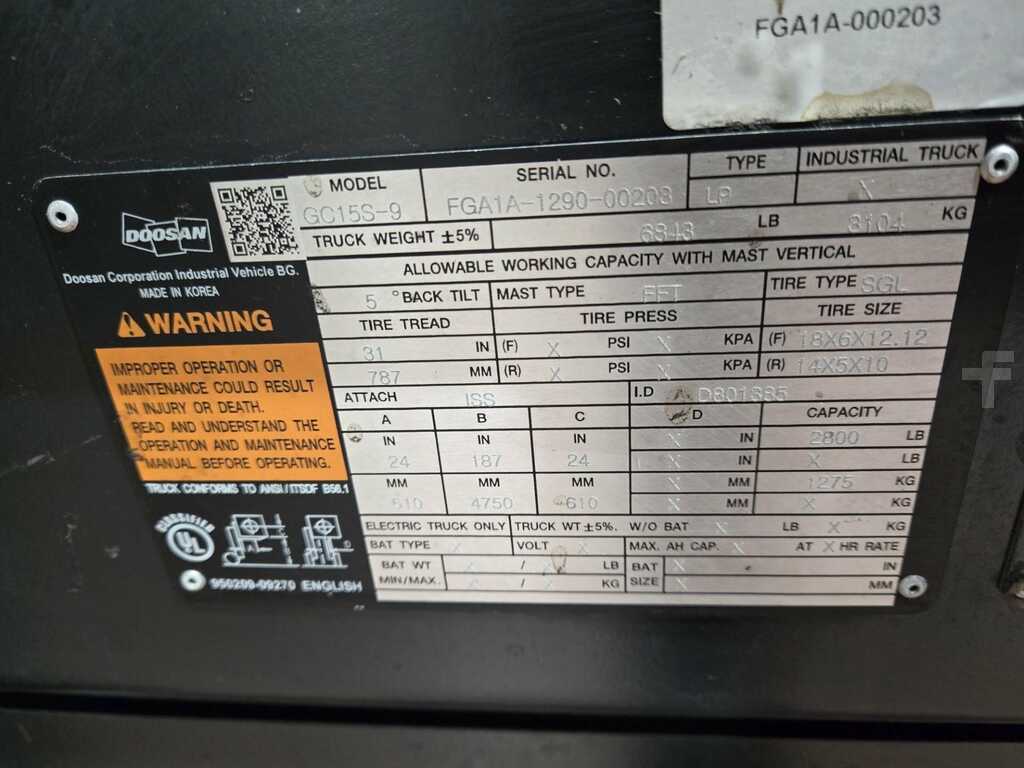 FGA1A-000203
MODEL SERIAL NO. TYPE INDUSTRIAL TRUCK
GC15S-9 FGA1A-1290-00203 LP X
TRUCK WEIGHT ±5% 6843 LB 3104 KG
DOOSAN
Doosan Corporation Industrial Vehicle BG.
MADE IN KOREA
ALLOWABLE WORKING CAPACITY WITH MAST VERTICAL
5 °BACK TILT MAST TYPE FFT TIRE TYPE SGL
TIRE TREAD TIRE PRESS TIRE SIZE
31 IN (F) X PSI X KPA (F) 18X6X12.12
787 MM (R) X PSI X KPA (R) 14X5X10
WARNING
IMPROPER OPERATION OR
MAINTENANCE COULD RESULT
IN INJURY OR DEATH.
READ AND UNDERSTAND THE
OPERATION AND MAINTENANCE
MANUAL BEFORE OPERATING.
TRUCK CONFORMS TO ANSI/ITSDF B56.1
ATTACH ISS I.D
A B C D CAPACITY
IN IN IN X IN 2800 LB
24 187 24 X IN X LB
MM MM MM X MM 1275 KG
610 4750 610 X MM X KG
CLASSIFIED
UL
950209-09270 ENGLISH
ELECTRIC TRUCK ONLY TRUCK WT ±5%. W/O BAT X LB X KG
BAT TYPE X VOLT X MAX. AH CAP. X AT X HR RATE
BAT WT X / X LB BAT X IN
MIN/MAX. X / X KG SIZE X MM